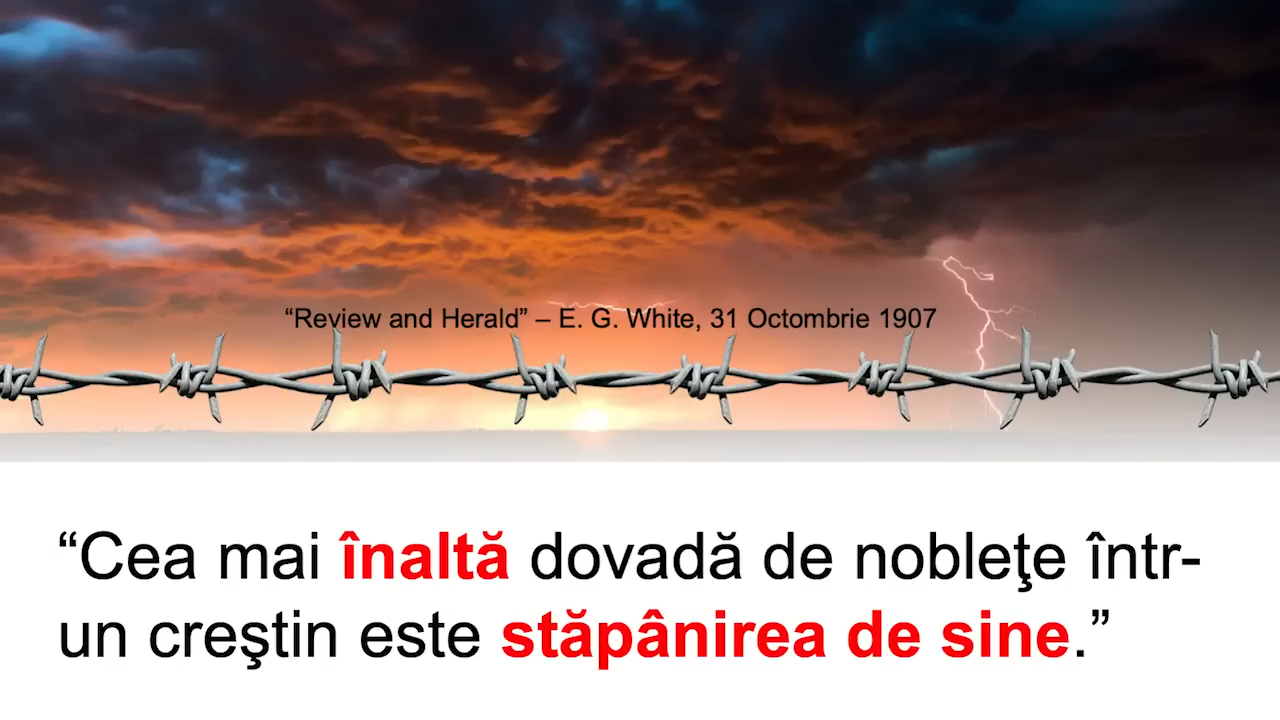 “Review and Herald” – E. G. White, 31 Octombrie 1907
“Cea mai înaltă dovadă de nobleţe într-
un creştin este stăpânirea de sine.”